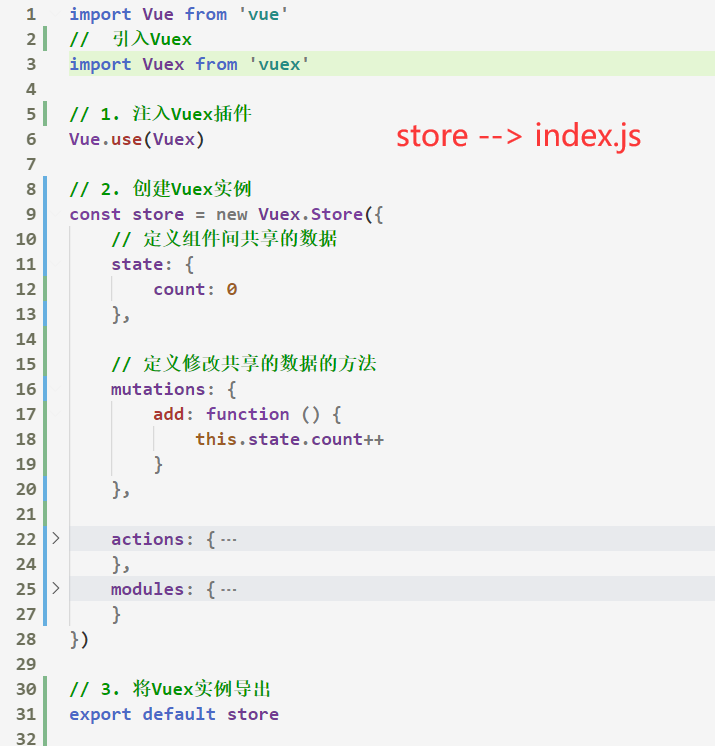 1 import Vue from 'vue'
2 //  引入Vuex
3 import Vuex from 'vuex'
4
5 // 1. 注入Vuex插件
6 Vue.use(Vuex)
store --> index.js
7
8 // 2. 创建Vuex实例
9 const store = new Vuex.Store({
10     // 定义组件间共享的数据
11     state: {
12         count: 0
13     },
14
15     // 定义修改共享的数据的方法
16     mutations: {
17         add: function () {
18             this.state.count++
19         }
20     },
21
22     actions: {···
24     },
25     modules: {···
27     }
28 })
29
30 // 3. 将Vuex实例导出
31 export default store
32